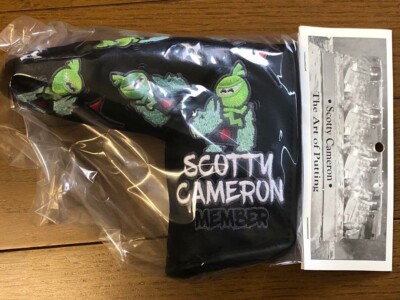 SCOTTY
CAMERON
MEMBER
• Scotty Cameron •
The Art of Putting